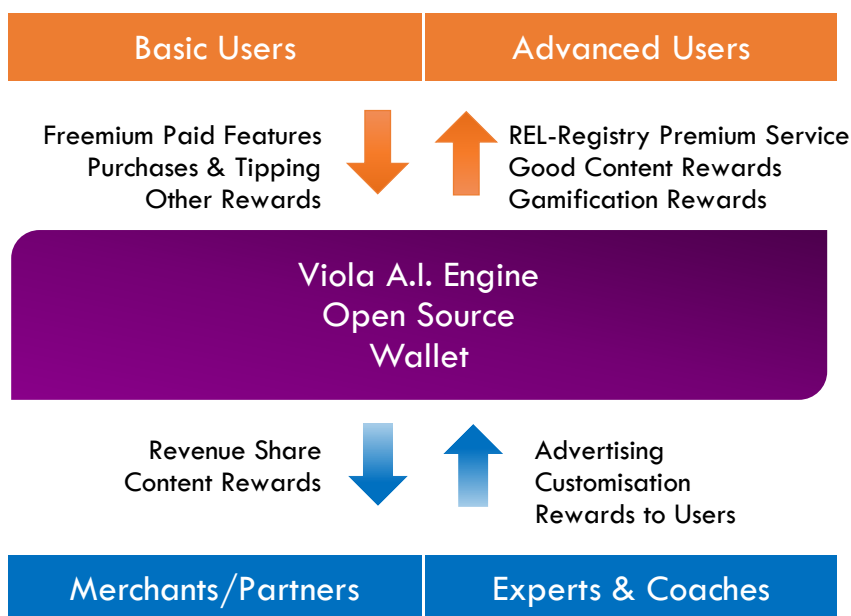 Basic Users
Advanced Users
Freemium Paid Features
Purchases & Tipping
Other Rewards
REL-Registry Premium Service
Good Content Rewards
Gamification Rewards
Viola A.I. Engine
Open Source
Wallet
Revenue Share
Content Rewards
Advertising
Customisation
Rewards to Users
Merchants/Partners
Experts & Coaches